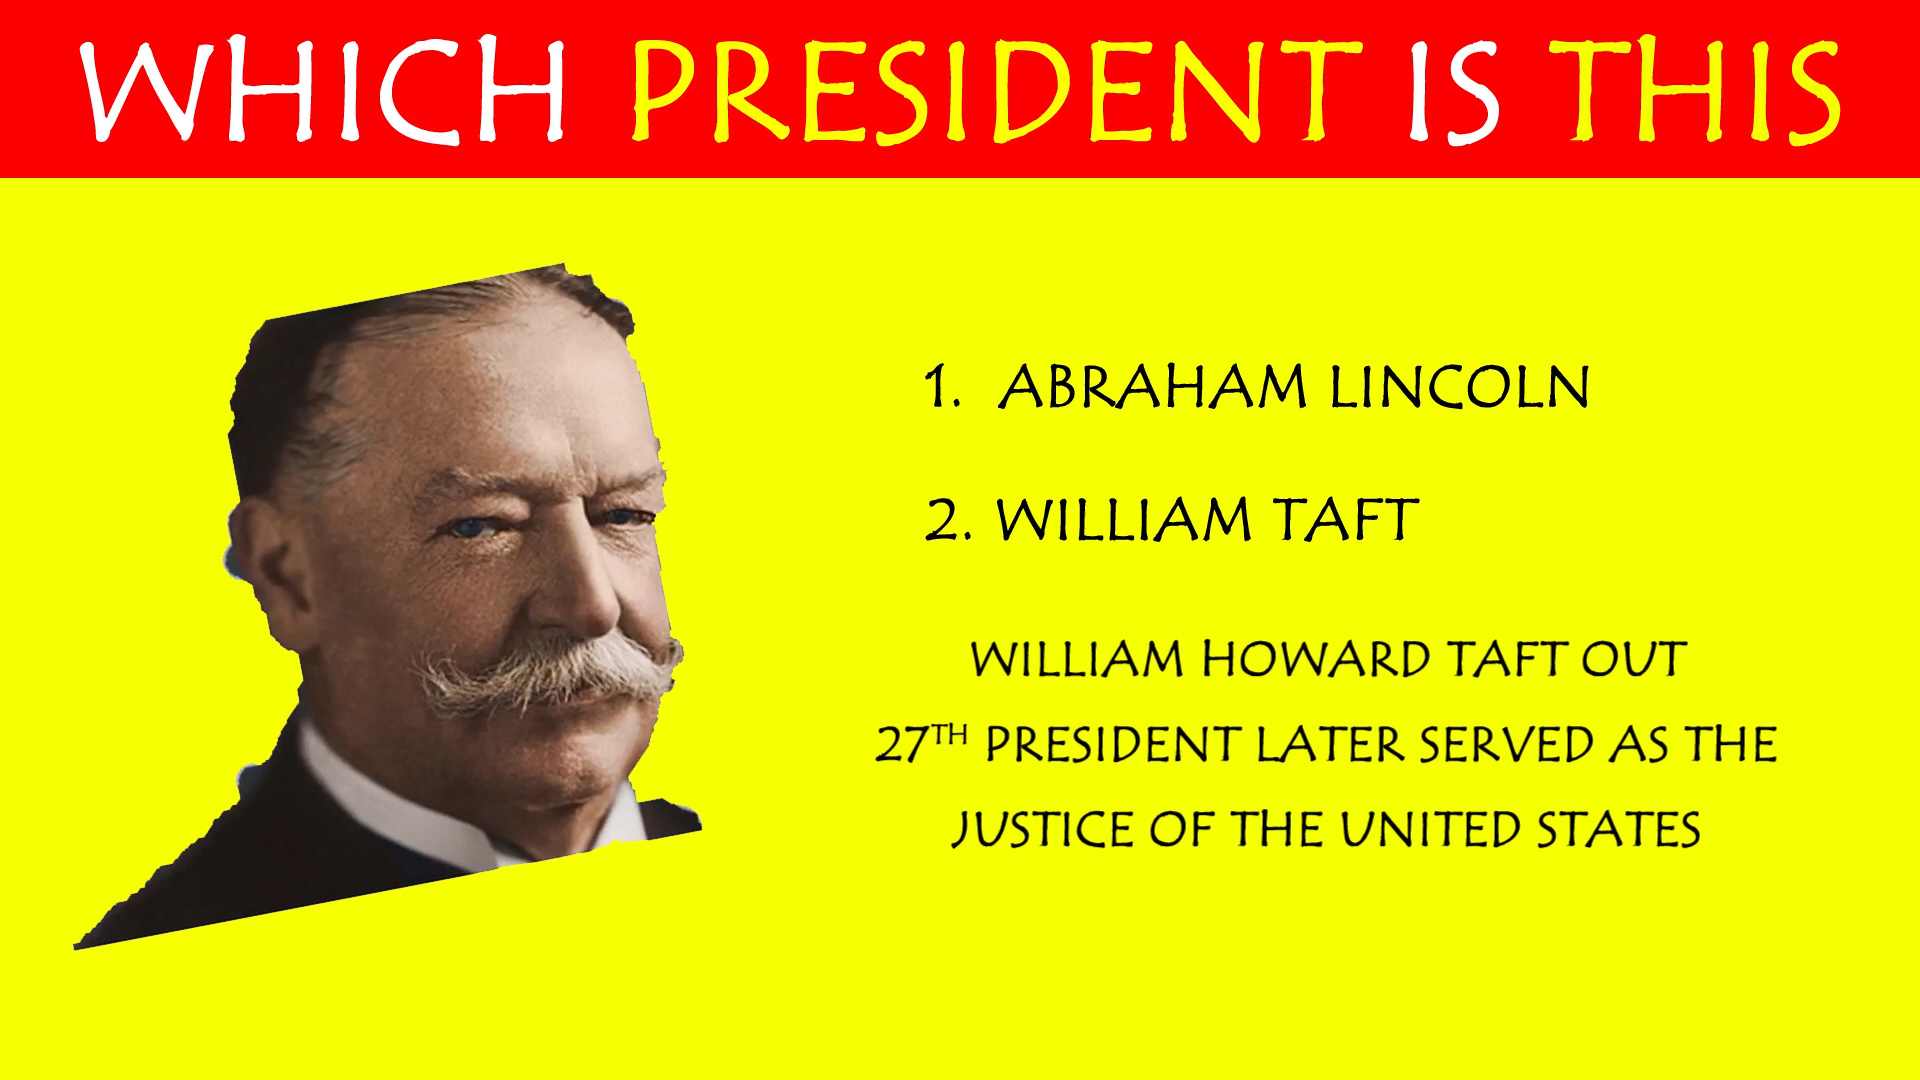 WHICH PRESIDENT IS THIS
1. ABRAHAM LINCOLN
2. WILLIAM TAFT
WILLIAM HOWARD TAFT OUT
27TH PRESIDENT LATER SERVED AS THE
JUSTICE OF THE UNITED STATES